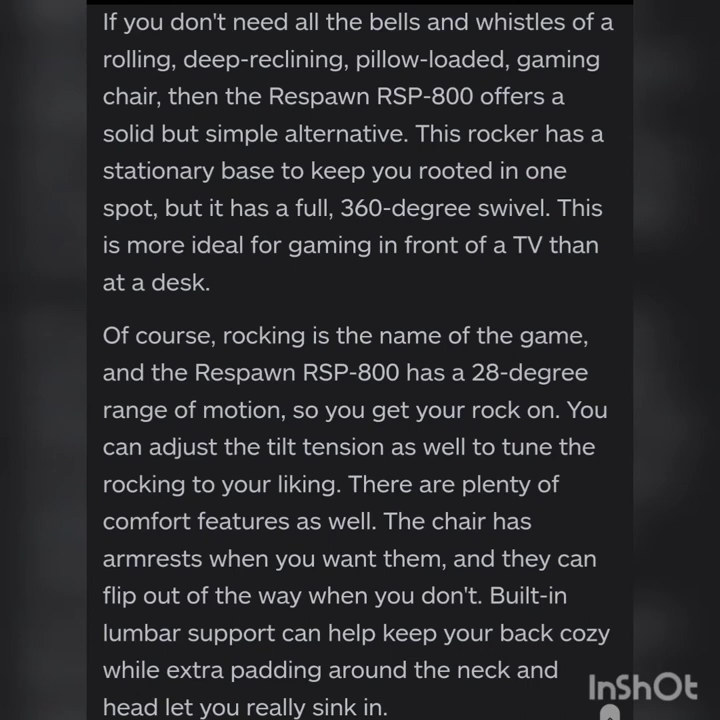 If you don't need all the bells and whistles of a
rolling, deep-reclining, pillow-loaded, gaming
chair, then the Respawn RSP-800 offers a
solid but simple alternative. This rocker has a
stationary base to keep you rooted in one
spot, but it has a full, 360-degree swivel. This
is more ideal for gaming in front of a TV than
at a desk.
Of course, rocking is the name of the game,
and the Respawn RSP-800 has a 28-degree
range of motion, so you get your rock on. You
can adjust the tilt tension as well to tune the
rocking to your liking. There are plenty of
comfort features as well. The chair has
armrests when you want them, and they can
flip out of the way when you don't. Built-in
lumbar support can help keep your back cozy
while extra padding around the neck and
head let you really sink in.
InShOt